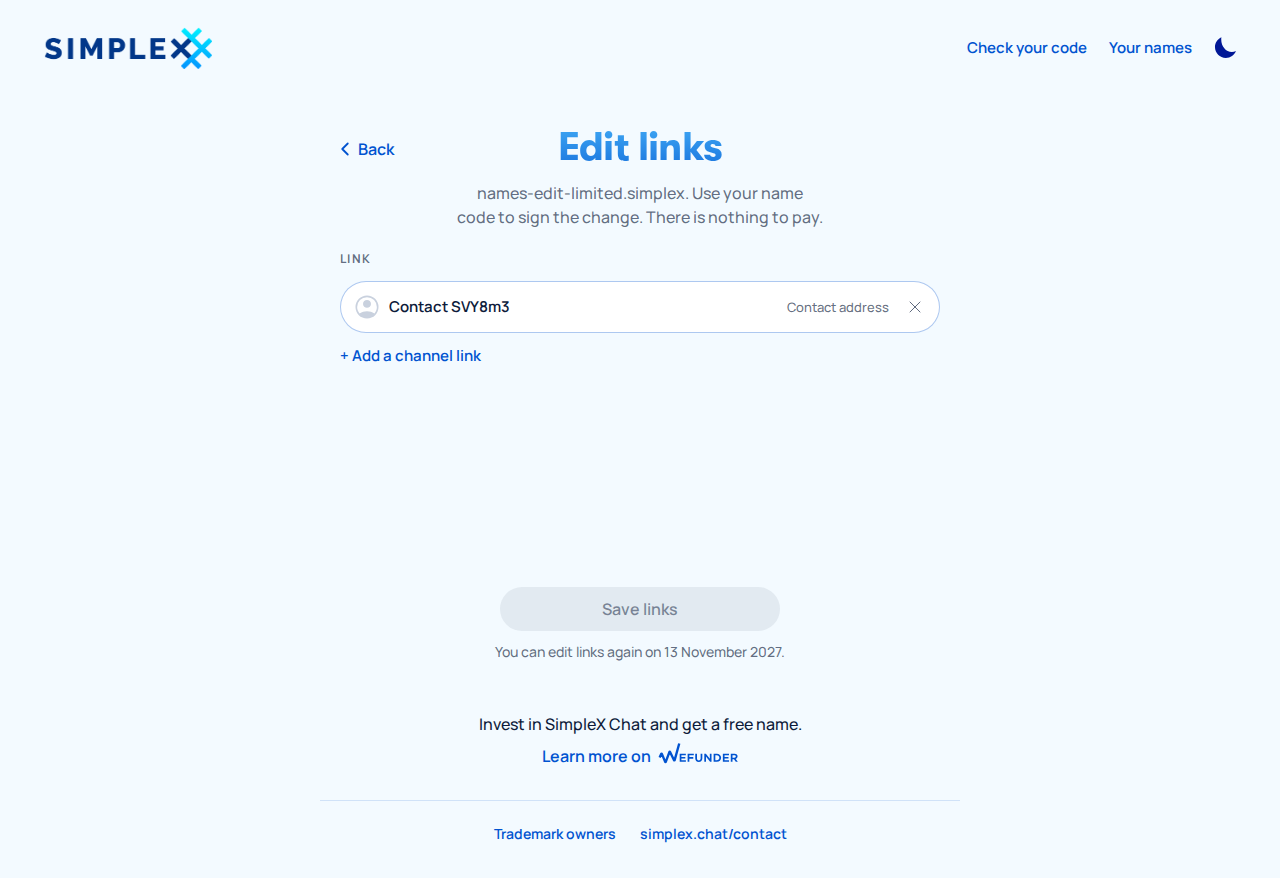 SIMPLEX
Check your code
Your names
Back
Edit links
names-edit-limited.simplex. Use your name
code to sign the change. There is nothing to pay.
LINK
Contact SVY8m3
Contact address
+ Add a channel link
Save links
You can edit links again on 13 November 2027.
Invest in SimpleX Chat and get a free name.
Learn more on WEFUNDER
Trademark owners
simplex.chat/contact